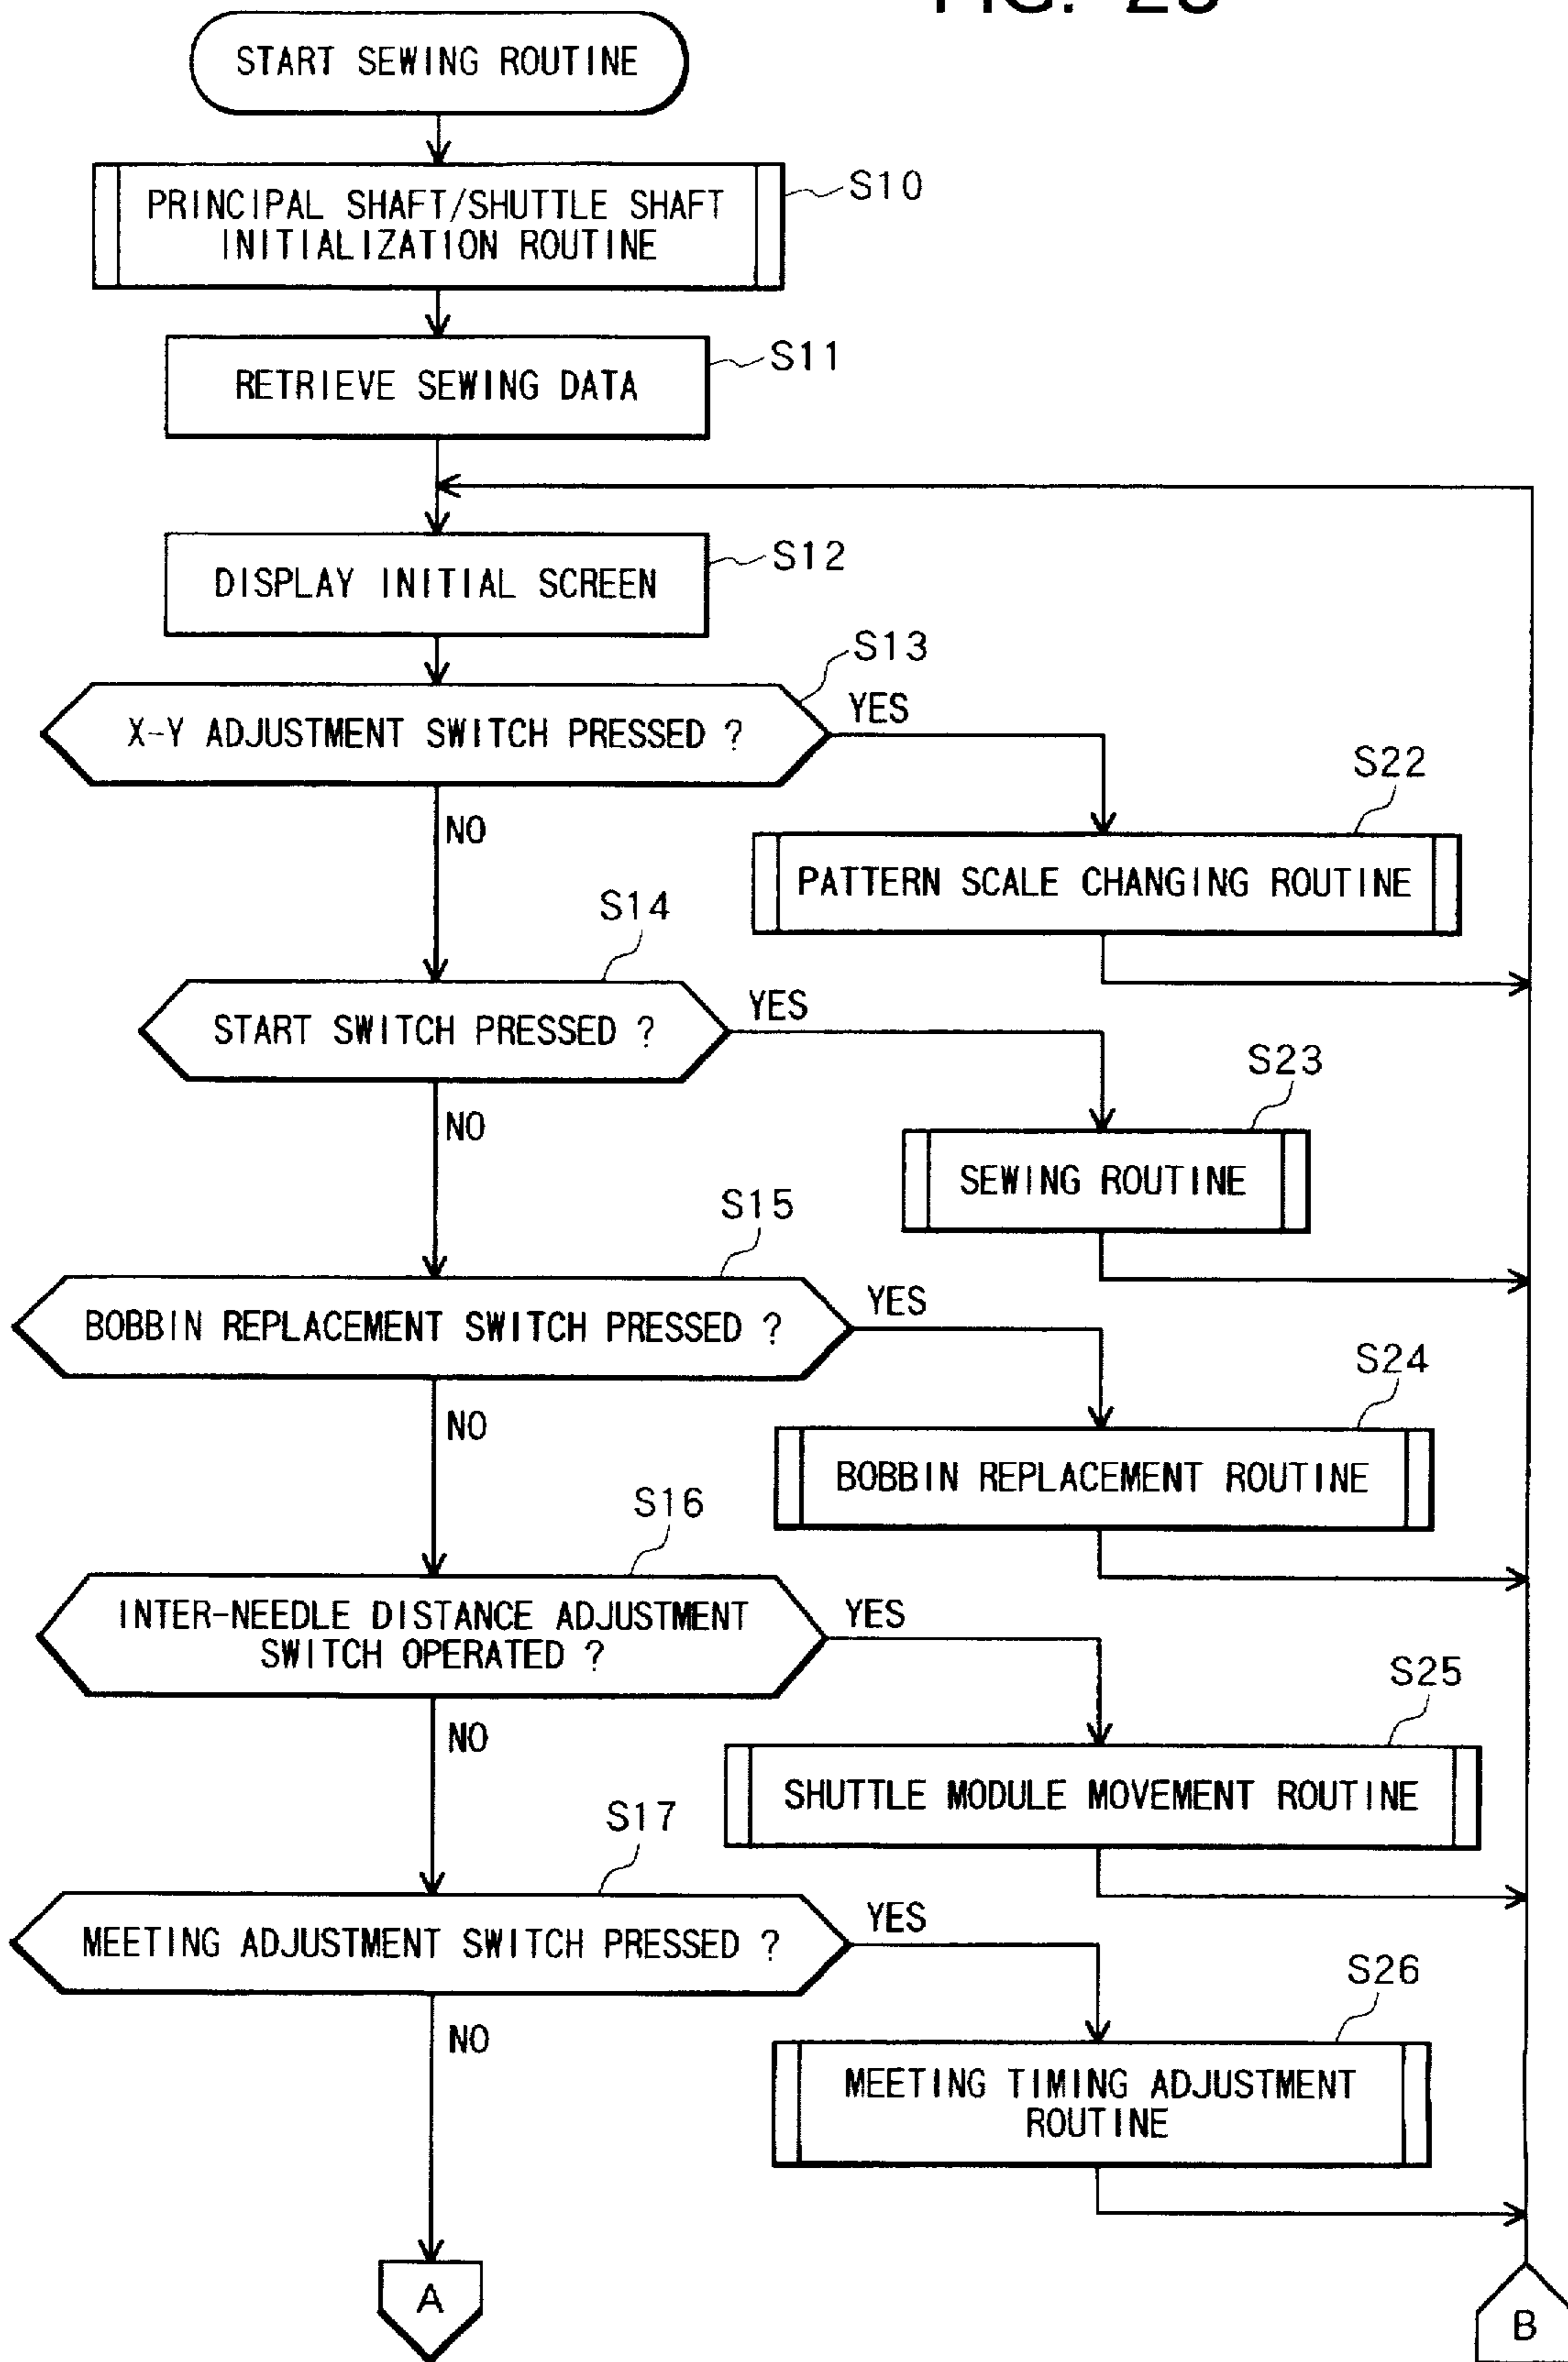 START SEWING ROUTINE
PRINCIPAL SHAFT/SHUTTLE SHAFT
INITIALIZATION ROUTINE
S10
RETRIEVE SEWING DATA
S11
DISPLAY INITIAL SCREEN
S12
X-Y ADJUSTMENT SWITCH PRESSED ?
S13
YES
NO
S22
PATTERN SCALE CHANGING ROUTINE
S14
START SWITCH PRESSED ?
YES
NO
S23
SEWING ROUTINE
S15
BOBBIN REPLACEMENT SWITCH PRESSED ?
YES
NO
S24
BOBBIN REPLACEMENT ROUTINE
S16
INTER-NEEDLE DISTANCE ADJUSTMENT
SWITCH OPERATED ?
YES
NO
S25
SHUTTLE MODULE MOVEMENT ROUTINE
S17
MEETING ADJUSTMENT SWITCH PRESSED ?
YES
NO
S26
MEETING TIMING ADJUSTMENT
ROUTINE
A
B